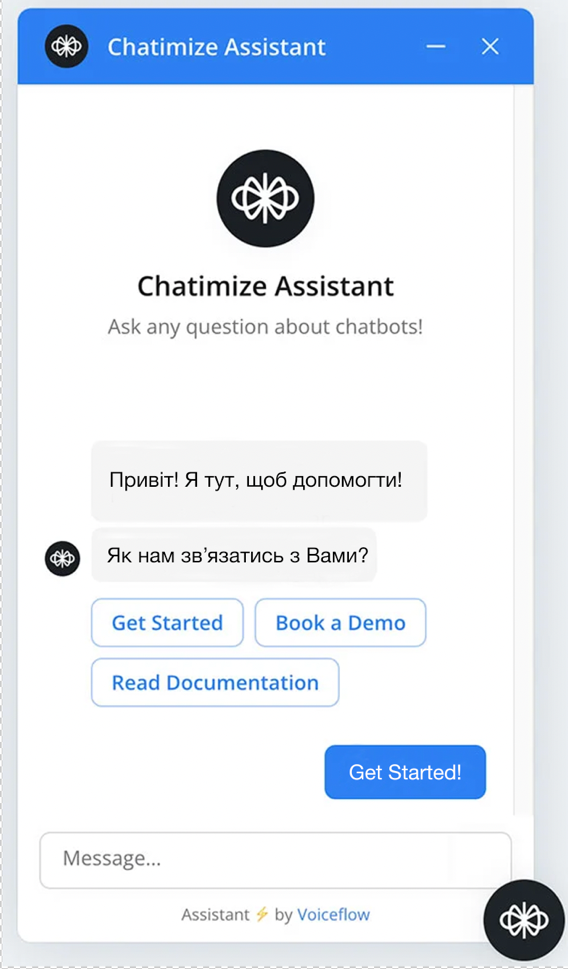 Chatimize Assistant
Chatimize Assistant
Ask any question about chatbots!
Привіт! Я тут, щоб допомогти!
Як нам зв’язатись з Вами?
Get Started Book a Demo
Read Documentation
Get Started!
Message...
Assistant ⚡ by Voiceflow